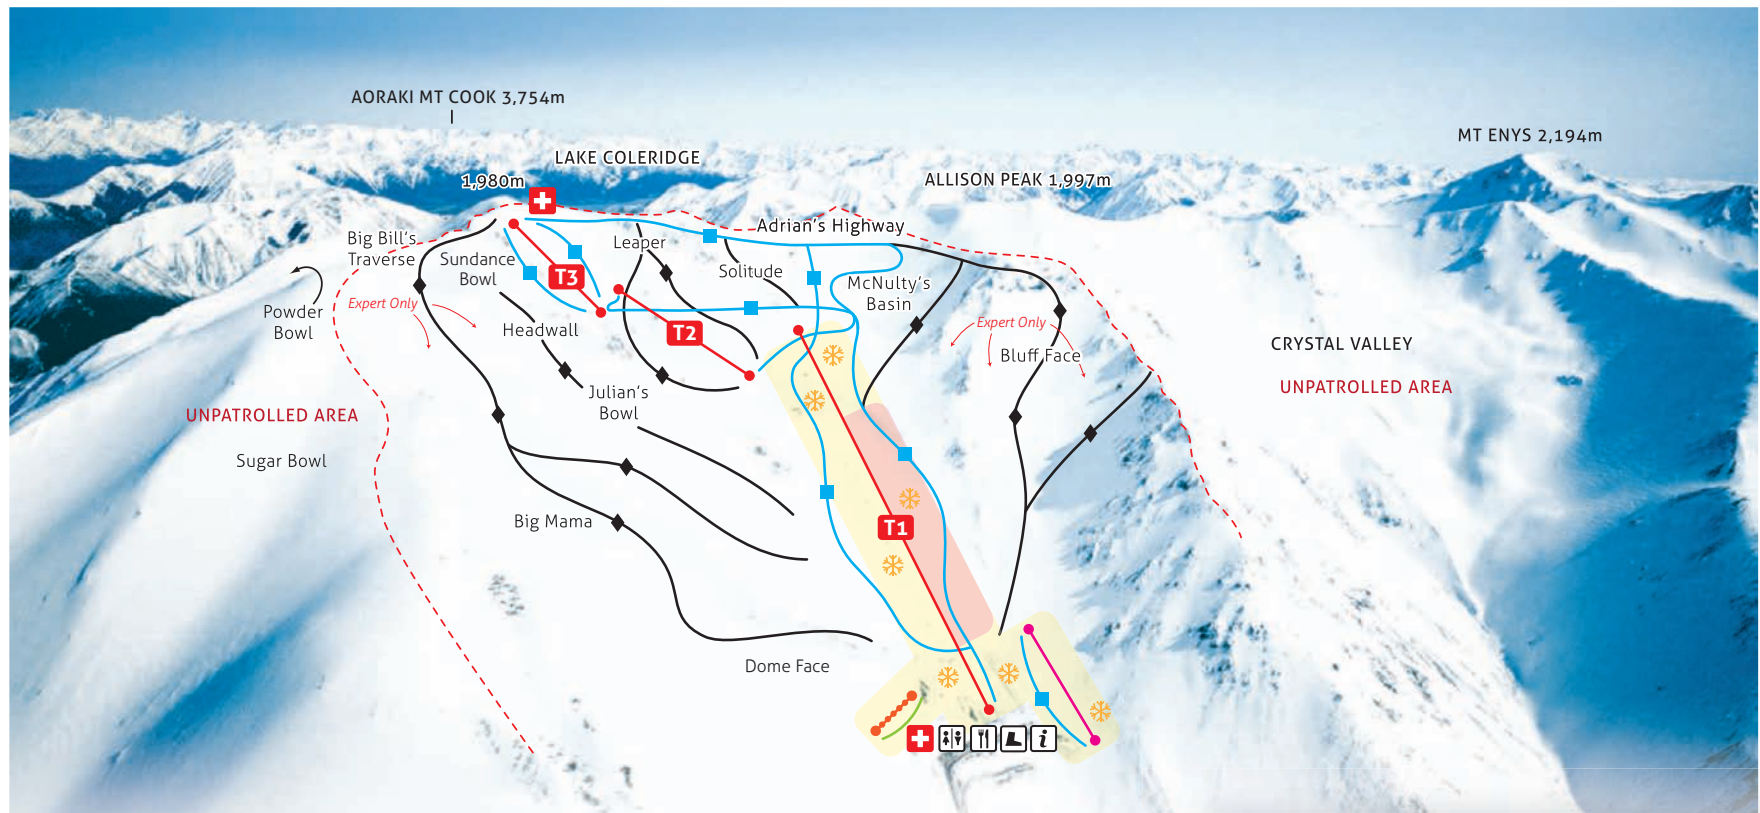 AORAKI MT COOK 3,754m
MT ENYS 2,194m
LAKE COLERIDGE
1,980m
ALLISON PEAK 1,997m
Adrian's Highway
Big Bill's
Traverse
Sundance
Bowl
Leaper
Solitude
McNulty's
Basin
T3
Powder
Bowl
Expert Only
Headwall
T2
Expert Only
Bluff Face
CRYSTAL VALLEY
UNPATROLLED AREA
Julian's
Bowl
UNPATROLLED AREA
Sugar Bowl
Big Mama
T1
Dome Face
i